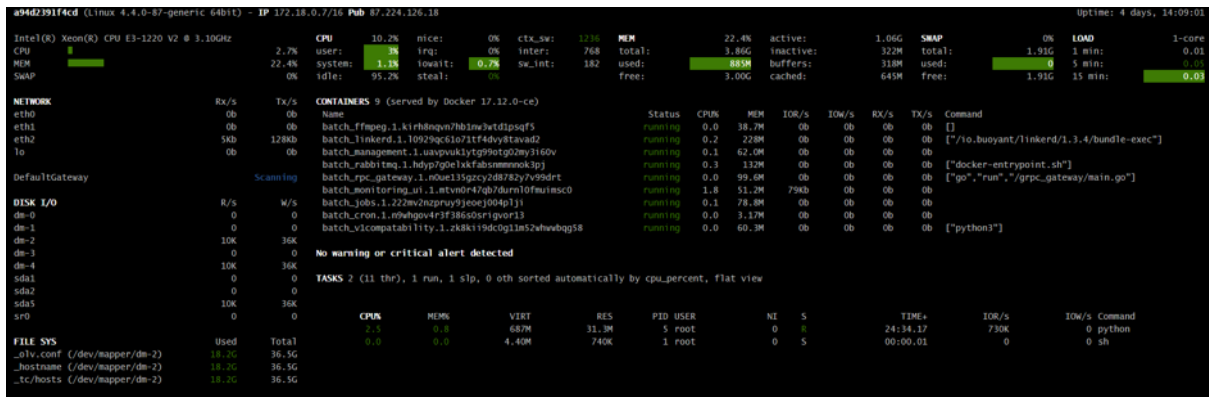 a94d2391f4cd (Linux 4.4.0-87-generic 64bit) - IP 172.18.0.7/16 Pub 87.224.126.18 Uptime: 4 days, 14:09:01
Intel(R) Xeon(R) CPU E3-1220 V2 @ 3.10GHz CPU 10.2% nice: 0% ctx_sw: 1236 MEM 22.4% active: 1.06G SWAP 0% LOAD 1-core
CPU 2.7% user: 3% irq: 0% inter: 768 total: 3.86G inactive: 322M total: 1.91G 1 min: 0.01
MEM 22.4% system: 1.1% iowait: 0.7% sw_int: 182 used: 885M buffers: 318M used: 0 5 min: 0.05
SWAP 0% idle: 95.2% steal: 0% free: 3.00G cached: 645M free: 1.91G 15 min: 0.03
NETWORK Rx/s Tx/s CONTAINERS 9 (served by Docker 17.12.0-ce)
eth0 0b 0b Name Status CPU% MEM IOR/s IOW/s RX/s TX/s Command
eth1 0b 0b batch_ffmpeg.1.kirh8nqvn7hb1nw3wtd1psqf5 running 0.0 38.7M 0b 0b 0b 0b []
eth2 5Kb 128Kb batch_linkerd.1.l0929qc61o71tf4dvy8tavad2 running 0.2 228M 0b 0b 0b 0b ["/io.buoyant/linkerd/1.3.4/bundle-exec"]
lo 0b 0b batch_management.1.uavpvuk1ytg99otg02my3i60v running 0.1 62.0M 0b 0b 0b 0b
batch_rabbitmq.1.hdyp7g0elxkfabsnmmnnok3pj running 0.3 132M 0b 0b 0b 0b ["docker-entrypoint.sh"]
DefaultGateway Scanning batch_rpc_gateway.1.n0ue135gzcy2d8782y7v99drt running 0.0 99.6M 0b 0b 0b 0b ["go","run","/grpc_gateway/main.go"]
batch_monitoring_ui.1.mtvn0r47qb7durnl0fmuimsc0 running 1.8 51.2M 79Kb 0b 0b 0b
DISK I/O R/s W/s batch_jobs.1.222mv2nzpruy9jeoej004plji running 0.1 78.8M 0b 0b 0b 0b
dm-0 0 0 batch_cron.1.n9whgov4r3f386s0srigvor13 running 0.0 3.17M 0b 0b 0b 0b
dm-1 0 0 batch_v1compatability.1.zk8kii9dc0g11m52whwwbqg58 running 0.0 60.3M 0b 0b 0b 0b ["python3"]
dm-2 10K 36K
dm-3 0 0 No warning or critical alert detected
dm-4 10K 36K
sda1 0 0 TASKS 2 (11 thr), 1 run, 1 slp, 0 oth sorted automatically by cpu_percent, flat view
sda2 0 0
sda5 10K 36K
sr0 0 0 CPU% MEM% VIRT RES PID USER NI S TIME+ IOR/s IOW/s Command
2.5 0.8 687M 31.3M 5 root 0 R 24:34.17 730K 0 python
FILE SYS Used Total 0.0 0.0 4.40M 740K 1 root 0 S 00:00.01 0 0 sh
_olv.conf (/dev/mapper/dm-2) 18.2G 36.5G
_hostname (/dev/mapper/dm-2) 18.2G 36.5G
_tc/hosts (/dev/mapper/dm-2) 18.2G 36.5G